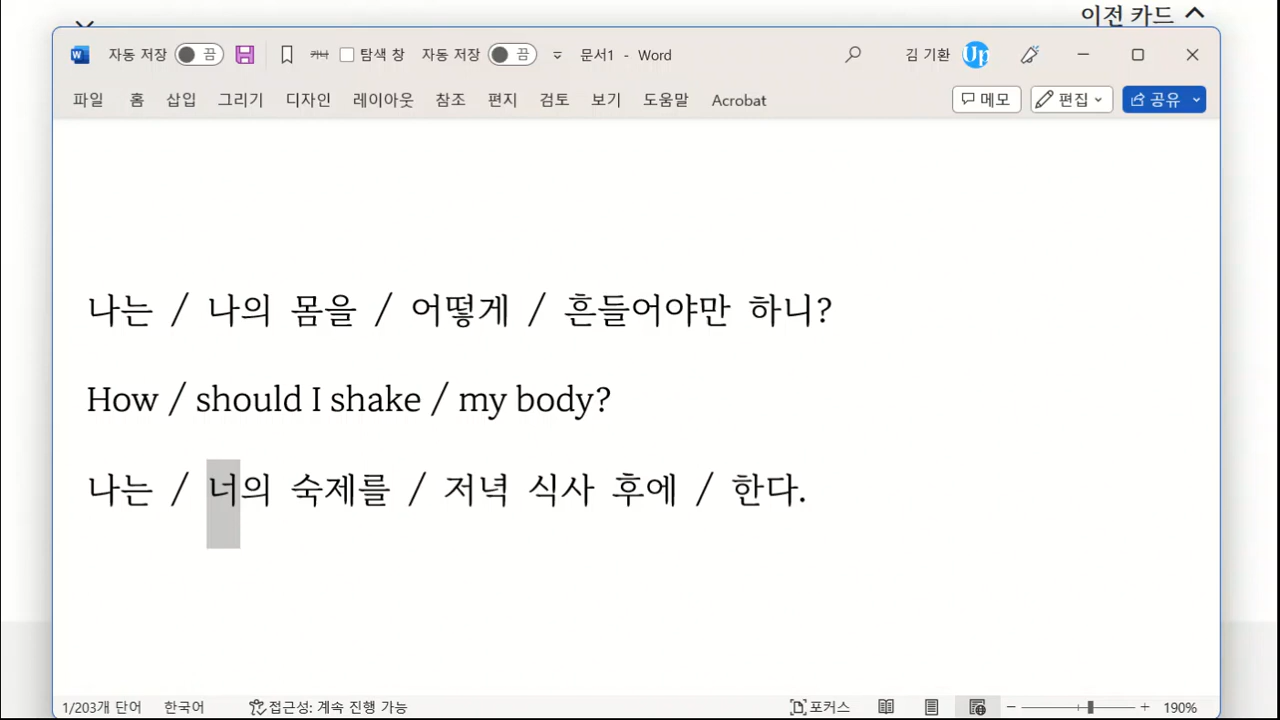 이전 카드
자동 저장 끔 가나 탐색 창 자동 저장 끔 문서1 - Word 김 기환 Up
파일 홈 삽입 그리기 디자인 레이아웃 참조 편지 검토 보기 도움말 Acrobat 메모 편집 공유
나는 / 나의 몸을 / 어떻게 / 흔들어야만 하니?
How / should I shake / my body?
나는 / 너의 숙제를 / 저녁 식사 후에 / 한다.
1/203개 단어 한국어 접근성: 계속 진행 가능 포커스 190%